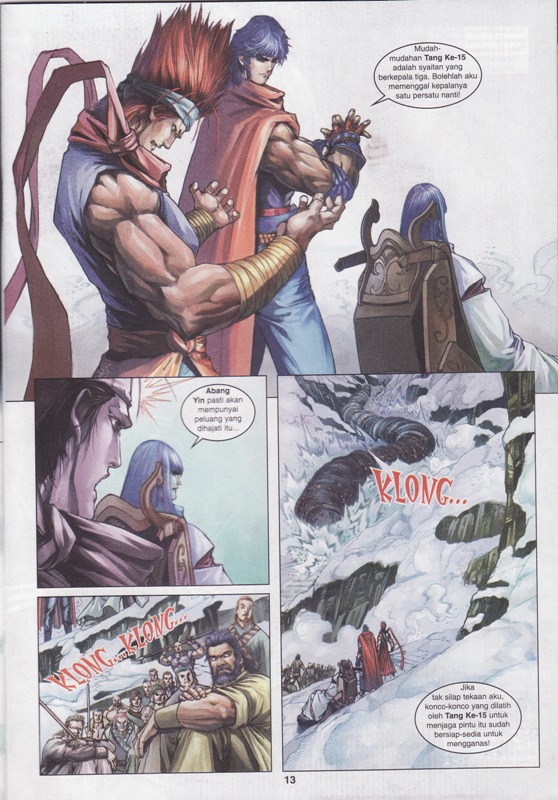 Mudah-
mudahan Tang Ke-15
adalah syaitan yang
berkepala tiga. Bolehlah aku
memenggal kepalanya
satu persatu nanti!
Abang
Yin pasti akan
mempunyai
peluang yang
dihajati itu...
KLONG...
KLONG...KLONG...
Jika
tak silap tekaan aku,
konco-konco yang dilatih
oleh Tang Ke-15 untuk
menjaga pintu itu sudah
bersiap-sedia untuk
mengganas!
13